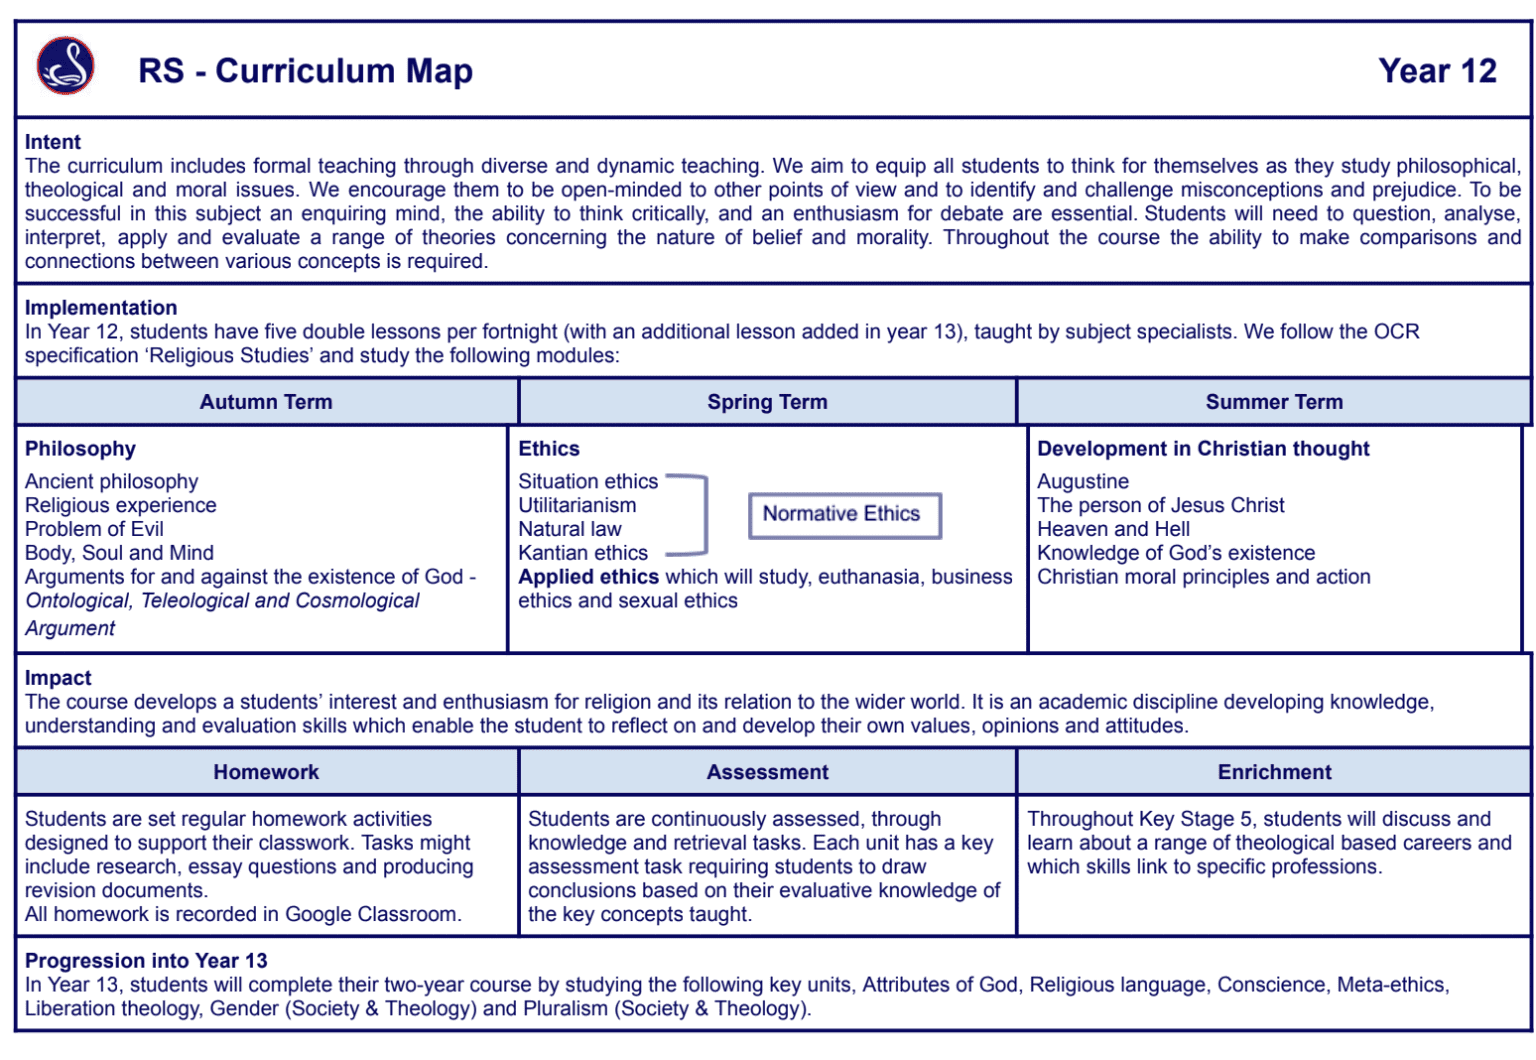 RS - Curriculum Map
Year 12
Intent
The curriculum includes formal teaching through diverse and dynamic teaching. We aim to equip all students to think for themselves as they study philosophical,
theological and moral issues. We encourage them to be open-minded to other points of view and to identify and challenge misconceptions and prejudice. To be
successful in this subject an enquiring mind, the ability to think critically, and an enthusiasm for debate are essential. Students will need to question, analyse,
interpret, apply and evaluate a range of theories concerning the nature of belief and morality. Throughout the course the ability to make comparisons and
connections between various concepts is required.
Implementation
In Year 12, students have five double lessons per fortnight (with an additional lesson added in year 13), taught by subject specialists. We follow the OCR
specification ‘Religious Studies’ and study the following modules:
Autumn Term
Spring Term
Summer Term
Philosophy
Ancient philosophy
Religious experience
Problem of Evil
Body, Soul and Mind
Arguments for and against the existence of God -
Ontological, Teleological and Cosmological
Argument
Ethics
Situation ethics
Utilitarianism
Natural law
Kantian ethics
Normative Ethics
Applied ethics which will study, euthanasia, business
ethics and sexual ethics
Development in Christian thought
Augustine
The person of Jesus Christ
Heaven and Hell
Knowledge of God’s existence
Christian moral principles and action
Impact
The course develops a students’ interest and enthusiasm for religion and its relation to the wider world. It is an academic discipline developing knowledge,
understanding and evaluation skills which enable the student to reflect on and develop their own values, opinions and attitudes.
Homework
Assessment
Enrichment
Students are set regular homework activities
designed to support their classwork. Tasks might
include research, essay questions and producing
revision documents.
All homework is recorded in Google Classroom.
Students are continuously assessed, through
knowledge and retrieval tasks. Each unit has a key
assessment task requiring students to draw
conclusions based on their evaluative knowledge of
the key concepts taught.
Throughout Key Stage 5, students will discuss and
learn about a range of theological based careers and
which skills link to specific professions.
Progression into Year 13
In Year 13, students will complete their two-year course by studying the following key units, Attributes of God, Religious language, Conscience, Meta-ethics,
Liberation theology, Gender (Society & Theology) and Pluralism (Society & Theology).